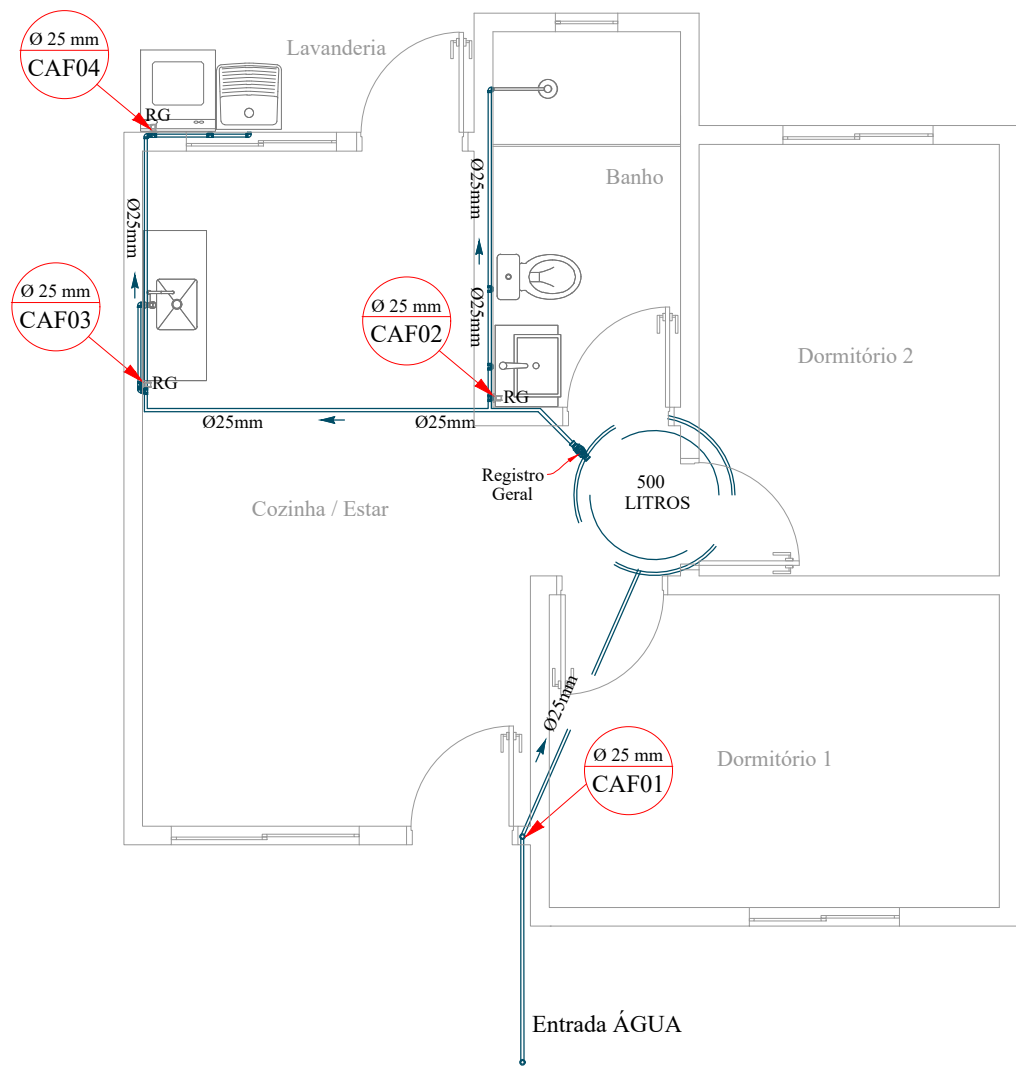 Ø 25 mm
CAF04
Lavanderia
RG
Ø25mm
Ø25mm
Banho
Ø 25 mm
CAF03
Ø25mm
Ø 25 mm
CAF02
Dormitório 2
RG
RG
Ø25mm
Ø25mm
Registro
Geral
500
LITROS
Cozinha / Estar
Ø25mm
Ø 25 mm
CAF01
Dormitório 1
Entrada ÁGUA